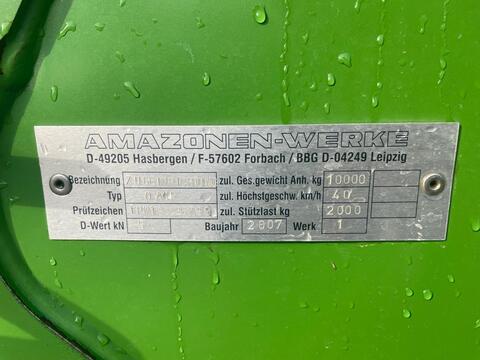 AMAZONEN-WERKE
D-49205 Hasbergen / F-57602 Forbach / BBG D-04249 Leipzig
Bezeichnung zul. Ges.gewicht Anh. kg 10000
Typ zul. Höchstgeschw. km/h 40
Prüfzeichen zul. Stützlast kg 2000
D-Wert kN Baujahr 2007 Werk 1